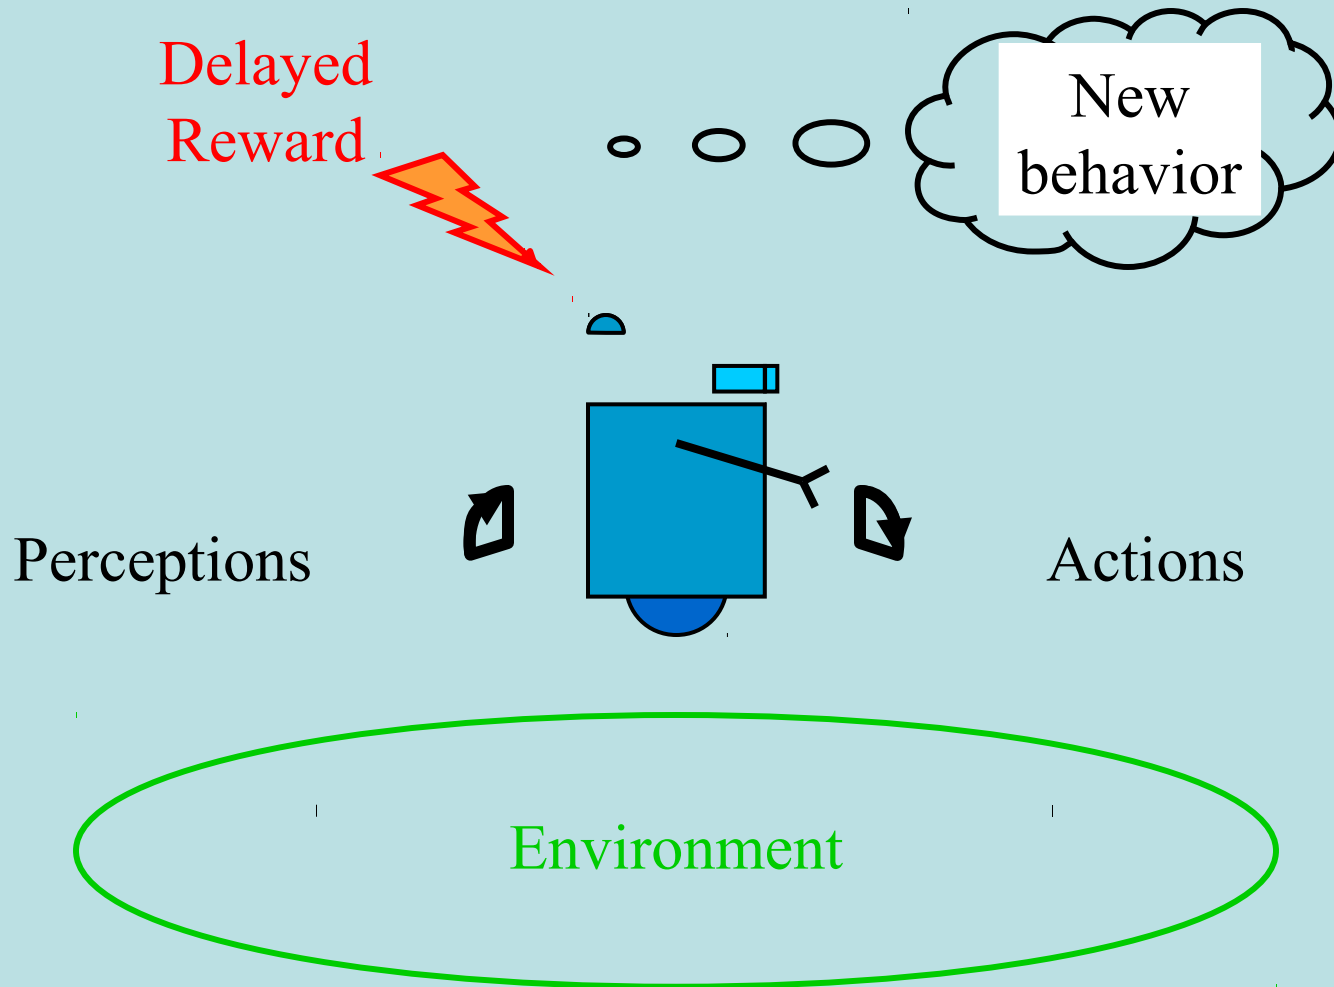 Delayed
Reward
New
behavior
Perceptions
Actions
Environment